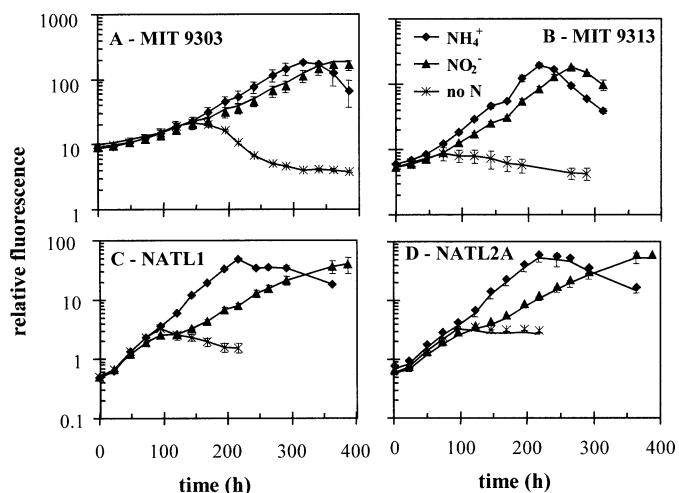 A - MIT 9303
B - MIT 9313
NH₄⁺
NO₂⁻
no N
1000
100
10
1
relative fluorescence
C - NATL1
D - NATL2A
100
10
1
0.1
0 100 200 300 400
0 100 200 300 400
time (h)
time (h)